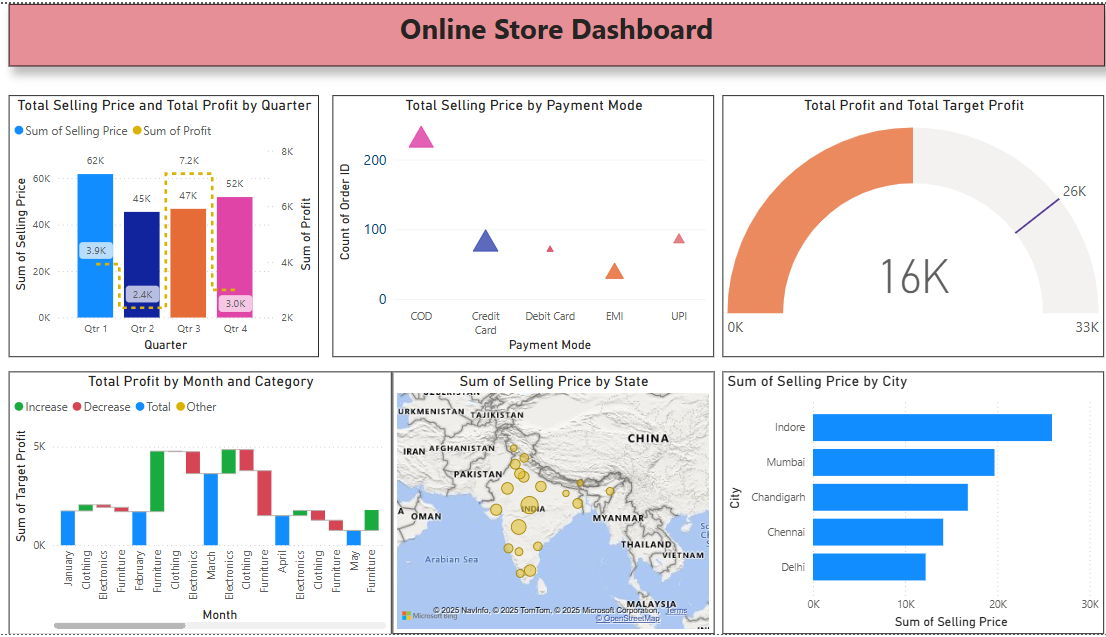 Online Store Dashboard
Total Selling Price and Total Profit by Quarter
Sum of Selling Price Sum of Profit
Sum of Selling Price
60K
40K
20K
0K
62K
45K
7.2K
47K
52K
3.9K
2.4K
3.0K
8K
6K
4K
2K
Sum of Profit
Qtr 1 Qtr 2 Qtr 3 Qtr 4
Quarter
Total Selling Price by Payment Mode
Count of Order ID
200
100
0
COD Credit Card Debit Card EMI UPI
Payment Mode
Total Profit and Total Target Profit
26K
16K
0K 33K
Total Profit by Month and Category
Increase Decrease Total Other
Sum of Target Profit
5K
0K
January
Clothing
Electronics
Furniture
February
Furniture
Clothing
Electronics
March
Electronics
Clothing
Furniture
April
Electronics
Clothing
Furniture
May
Furniture
Month
Sum of Selling Price by State
URKMENISTAN TAJIKISTAN
CHINA
IRAN AFGHANISTAN
PAKISTAN
INDIA
OMAN
MYANMAR
THAILAND
VIETNAM
Arabian Sea
MALAYSIA
Microsoft Bing
© 2025 NavInfo, © 2025 TomTom, © 2025 Microsoft Corporation, Terms
© OpenStreetMap
Sum of Selling Price by City
City
Indore
Mumbai
Chandigarh
Chennai
Delhi
0K 10K 20K 30K
Sum of Selling Price